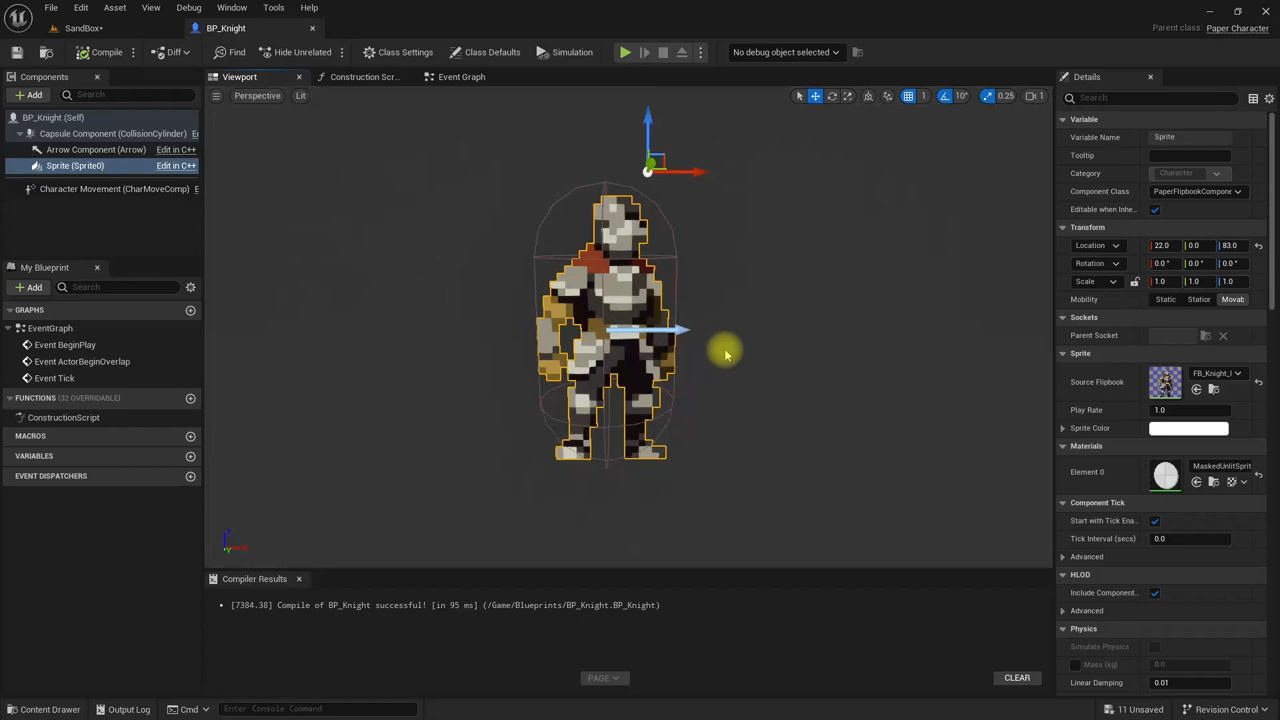 File Edit Asset View Debug Window Tools Help
SandBox* BP_Knight Parent class: Paper Character
Compile Diff Find Hide Unrelated Class Settings Class Defaults Simulation No debug object selected
Components Viewport Construction Scr... Event Graph Details
Add Search Perspective Lit 1 10° 0.25 1 Search
BP_Knight (Self)
Capsule Component (CollisionCylinder) Ec
Arrow Component (Arrow) Edit in C++
Sprite (Sprite0) Edit in C++
Character Movement (CharMoveComp) E
My Blueprint
Add Search
GRAPHS
EventGraph
Event BeginPlay
Event ActorBeginOverlap
Event Tick
FUNCTIONS (32 OVERRIDABLE)
ConstructionScript
MACROS
VARIABLES
EVENT DISPATCHERS
Variable
Variable Name Sprite
Tooltip
Category Character
Component Class PaperFlipbookCompone
Editable when Inhe...
Transform
Location 22.0 0.0 83.0
Rotation 0.0 ° 0.0 ° 0.0 °
Scale 1.0 1.0 1.0
Mobility Static Station Movab
Sockets
Parent Socket
Sprite
Source Flipbook FB_Knight_I
Play Rate 1.0
Sprite Color
Materials
Element 0 MaskedUnlitSprit
Component Tick
Start with Tick Ena...
Tick Interval (secs) 0.0
Advanced
HLOD
Include Component...
Advanced
Physics
Simulate Physics
Mass (kg) 0.0
Linear Damping 0.01
Compiler Results
[7384.38] Compile of BP_Knight successful! [in 95 ms] (/Game/Blueprints/BP_Knight.BP_Knight)
PAGE CLEAR
Content Drawer Output Log Cmd Enter Console Command 11 Unsaved Revision Control